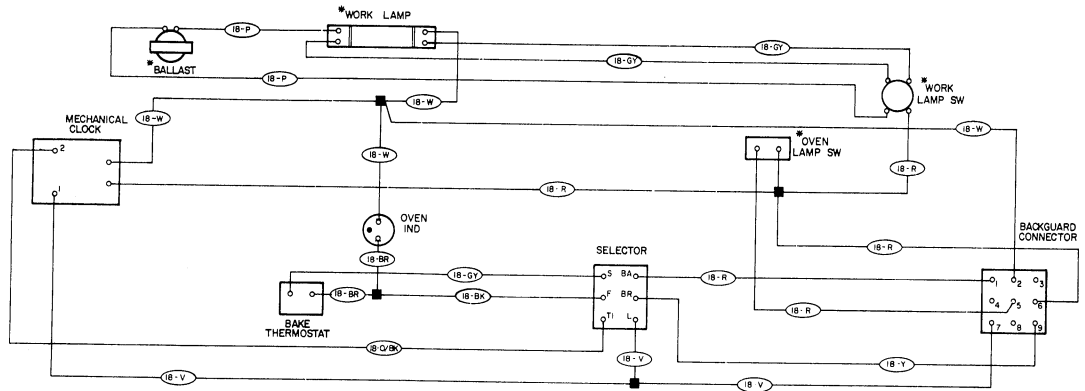 *WORK LAMP
18-P
18-GY
18-GY
*BALLAST
18-P
*WORK
LAMP SW
18-W
MECHANICAL
CLOCK
18-W
18-W
*OVEN
LAMP SW
2
18-W
18-R
1
18-R
OVEN
IND
BACKGUARD
CONNECTOR
18-R
18-BR
SELECTOR
18-GY
S BA
18-R
1 2 3
18-BR
18-BK
F BR
4 5 6
BAKE
THERMOSTAT
18-R
T1 L
7 8 9
18-O/BK
18-V
18-Y
18-V
18-V